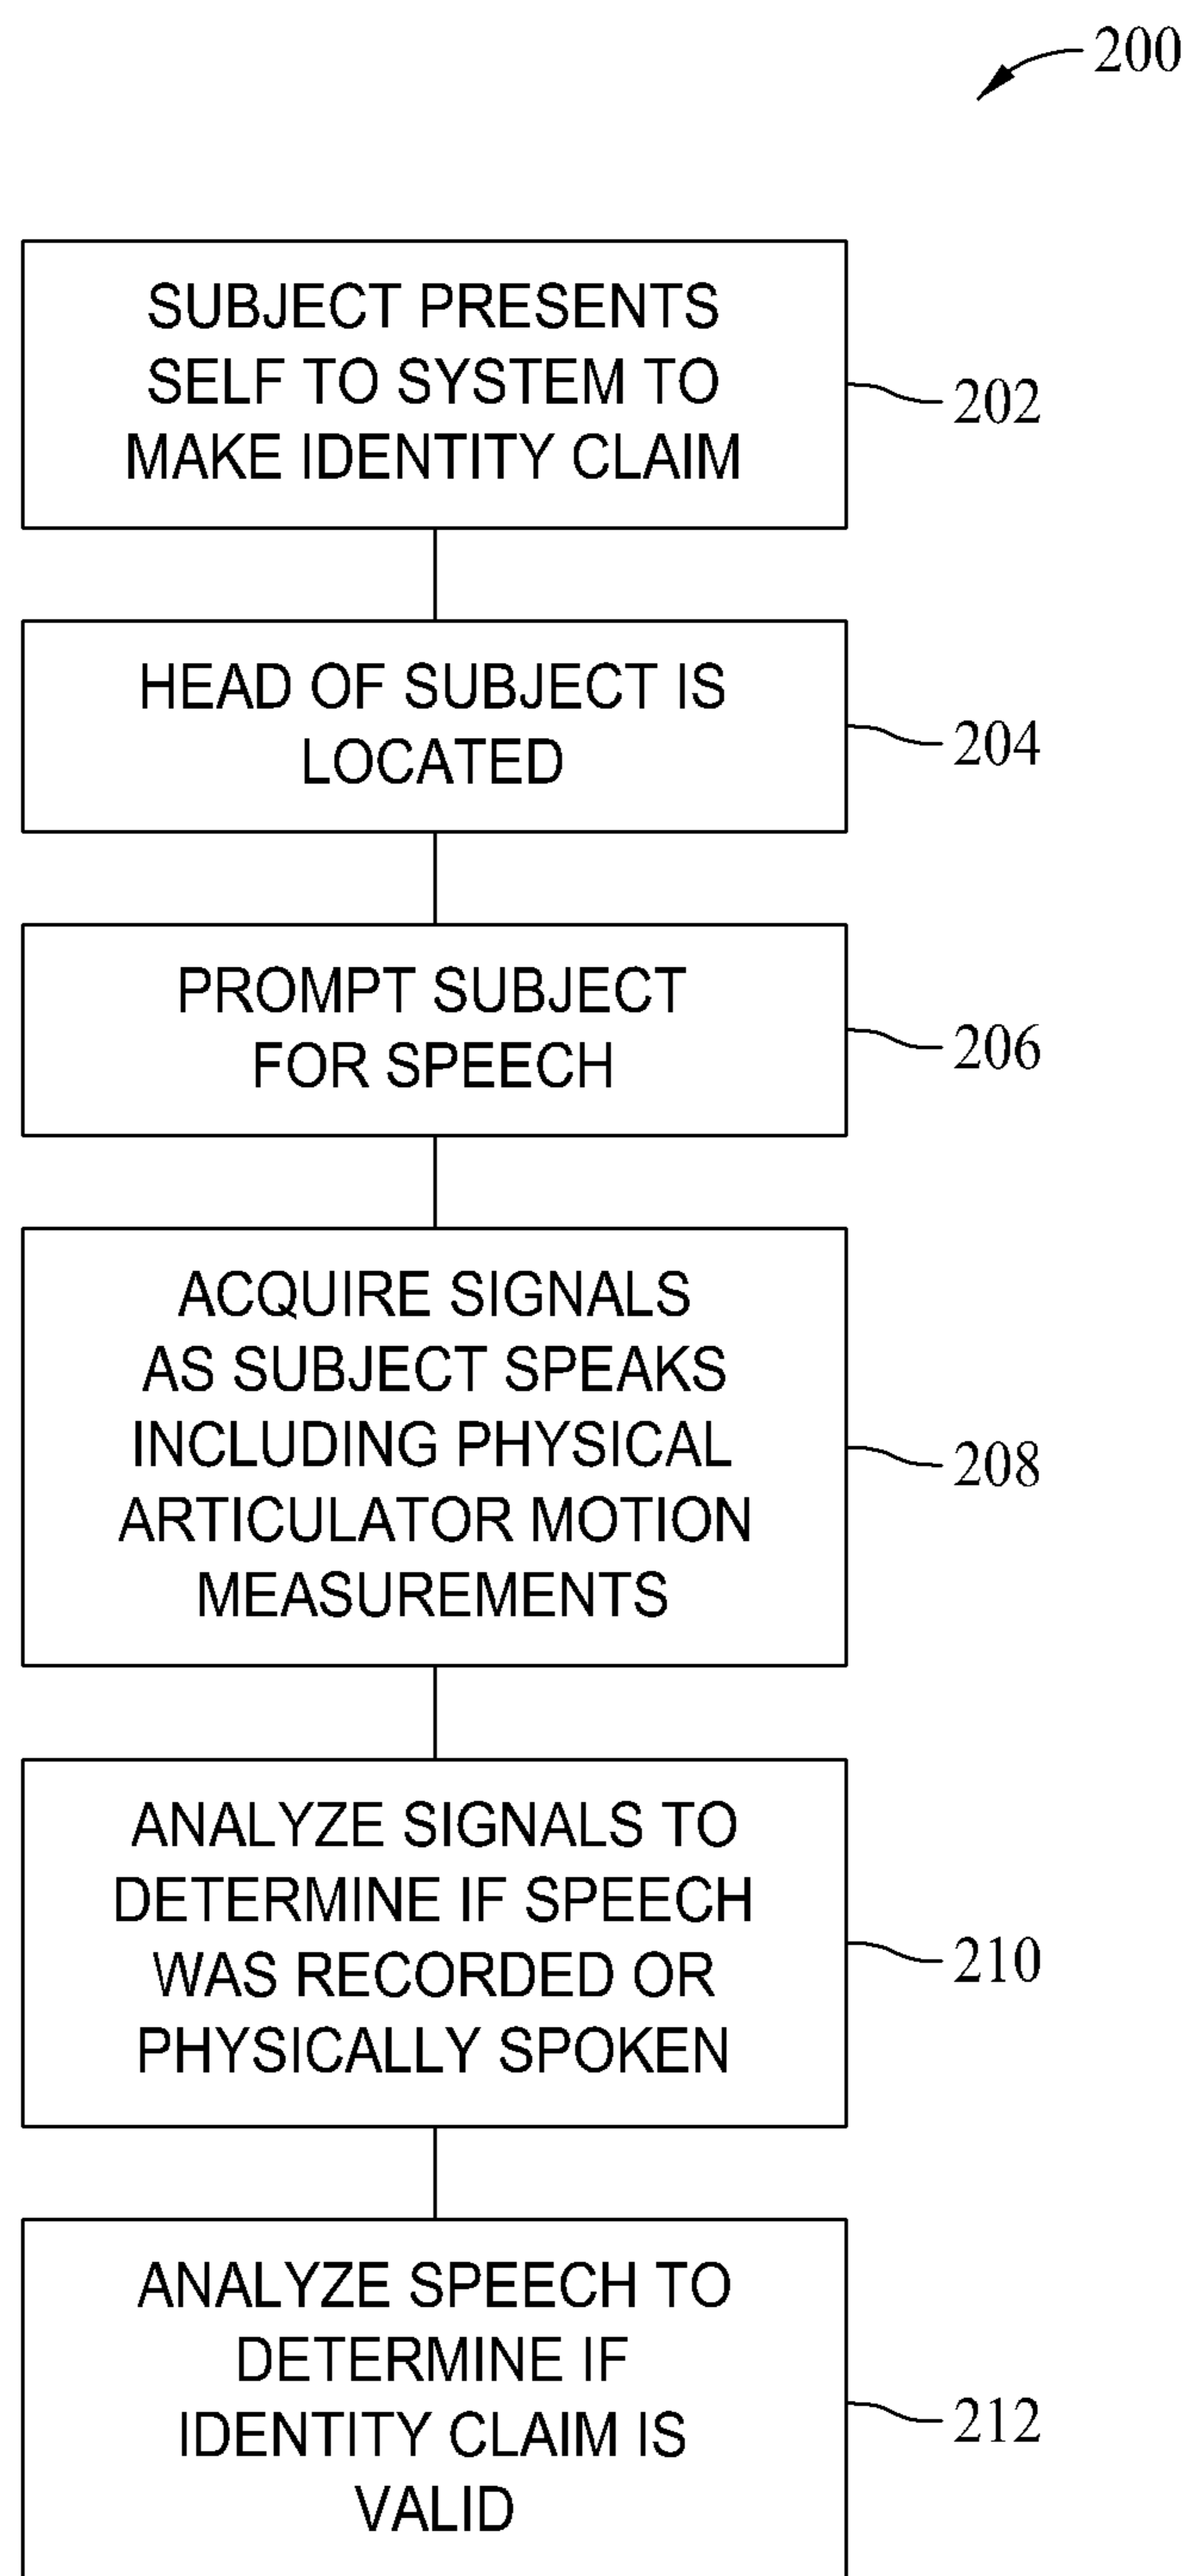 200
SUBJECT PRESENTS
SELF TO SYSTEM TO
MAKE IDENTITY CLAIM
202
HEAD OF SUBJECT IS
LOCATED
204
PROMPT SUBJECT
FOR SPEECH
206
ACQUIRE SIGNALS
AS SUBJECT SPEAKS
INCLUDING PHYSICAL
ARTICULATOR MOTION
MEASUREMENTS
208
ANALYZE SIGNALS TO
DETERMINE IF SPEECH
WAS RECORDED OR
PHYSICALLY SPOKEN
210
ANALYZE SPEECH TO
DETERMINE IF
IDENTITY CLAIM IS
VALID
212